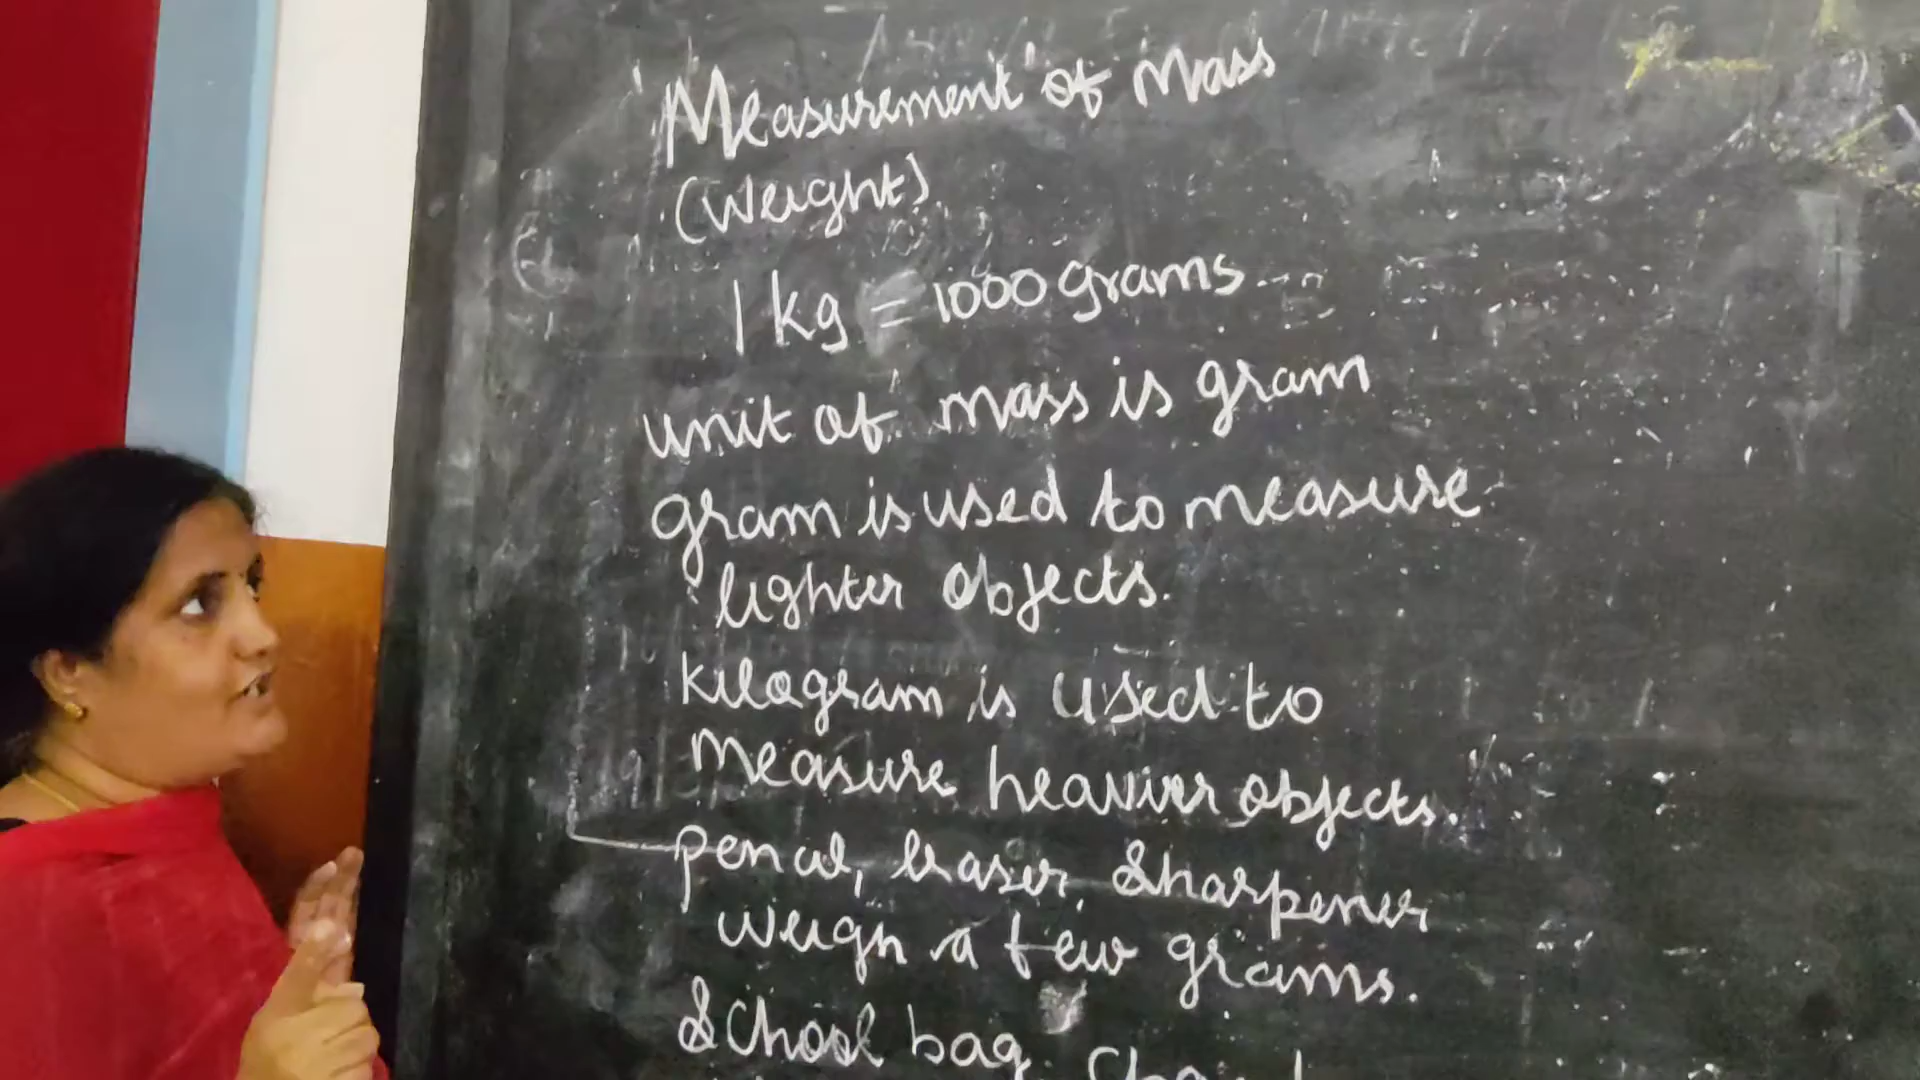 Measurement of Mass
(Weight)
1 kg = 1000 grams
unit of mass is gram
gram is used to measure
lighter objects.
kilogram is used to
measure heavier objects.
pencil, eraser, sharpener
weigh a few grams.
School bag,